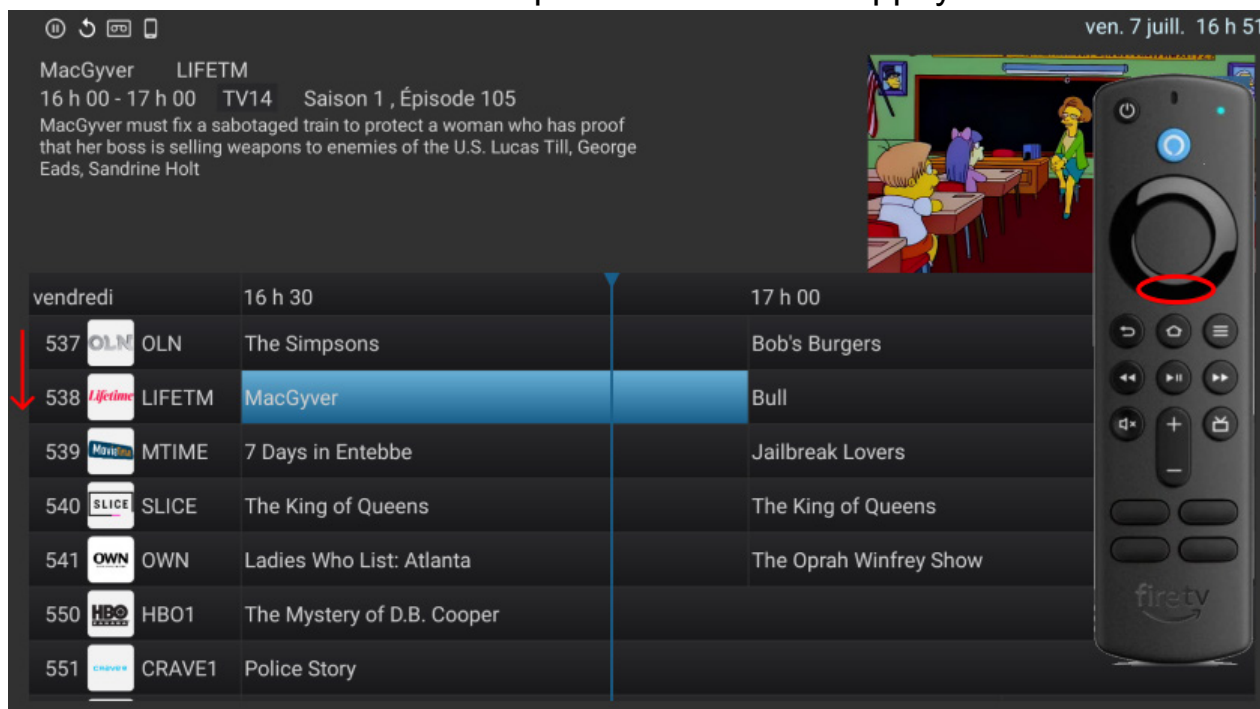 ven. 7 juill. 16 h 51
MacGyver LIFETM
16 h 00 - 17 h 00 TV14 Saison 1 , Épisode 105
MacGyver must fix a sabotaged train to protect a woman who has proof
that her boss is selling weapons to enemies of the U.S. Lucas Till, George
Eads, Sandrine Holt
vendredi 16 h 30 17 h 00
537 OLN OLN The Simpsons Bob's Burgers
538 Lifetime LIFETM MacGyver Bull
539 MTIME 7 Days in Entebbe Jailbreak Lovers
540 SLICE SLICE The King of Queens The King of Queens
541 OWN OWN Ladies Who List: Atlanta The Oprah Winfrey Show
550 HBO HBO1 The Mystery of D.B. Cooper
551 CRAVE CRAVE1 Police Story
firetv